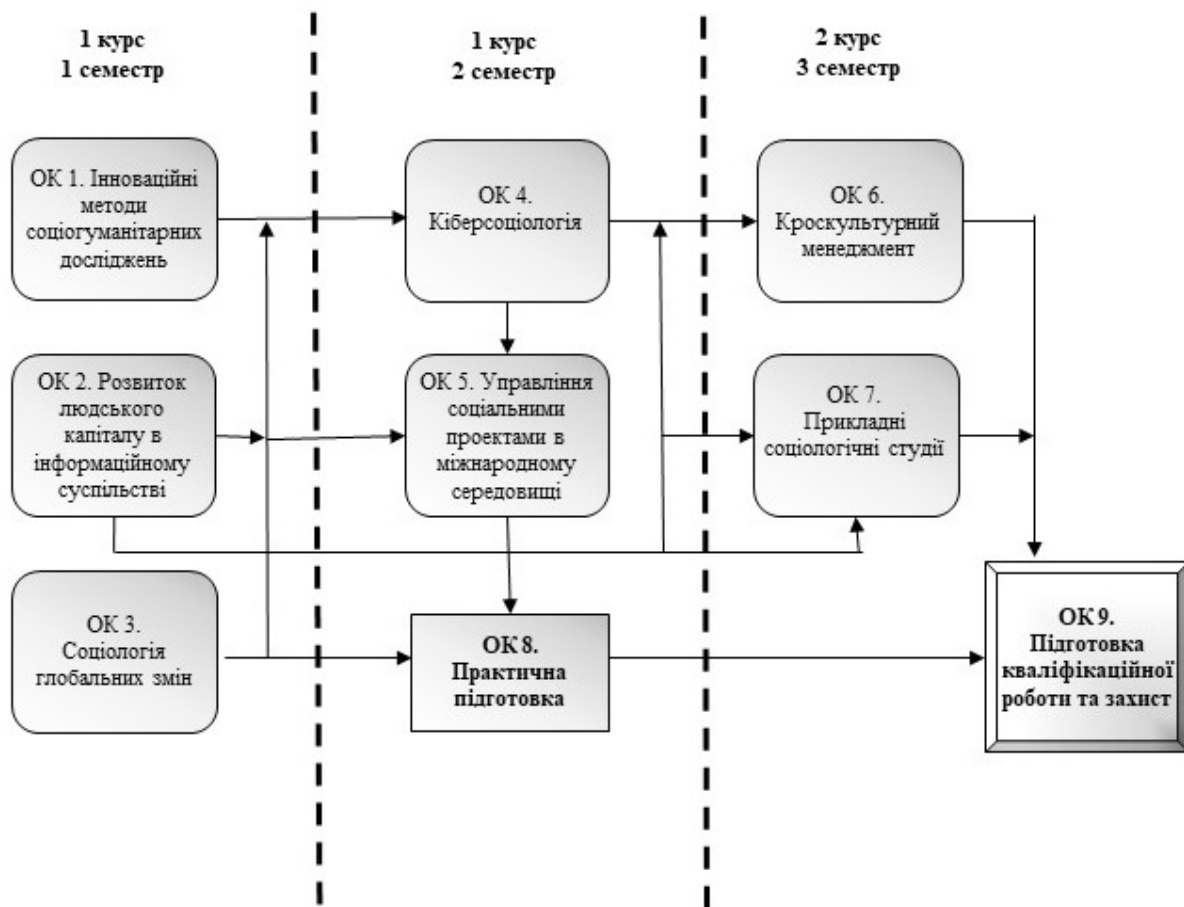 1 курс
1 семестр
1 курс
2 семестр
2 курс
3 семестр
ОК 1. Інноваційні
методи
соціогуманітарних
досліджень
ОК 4.
Кіберсоціологія
ОК 6.
Кроскультурний
менеджмент
ОК 2. Розвиток
людського
капіталу в
інформаційному
суспільстві
ОК 5. Управління
соціальними
проектами в
міжнародному
середовищі
ОК 7.
Прикладні
соціологічні студії
ОК 3.
Соціологія
глобальних змін
ОК 8.
Практична
підготовка
ОК 9.
Підготовка
кваліфікаційної
роботи та захист